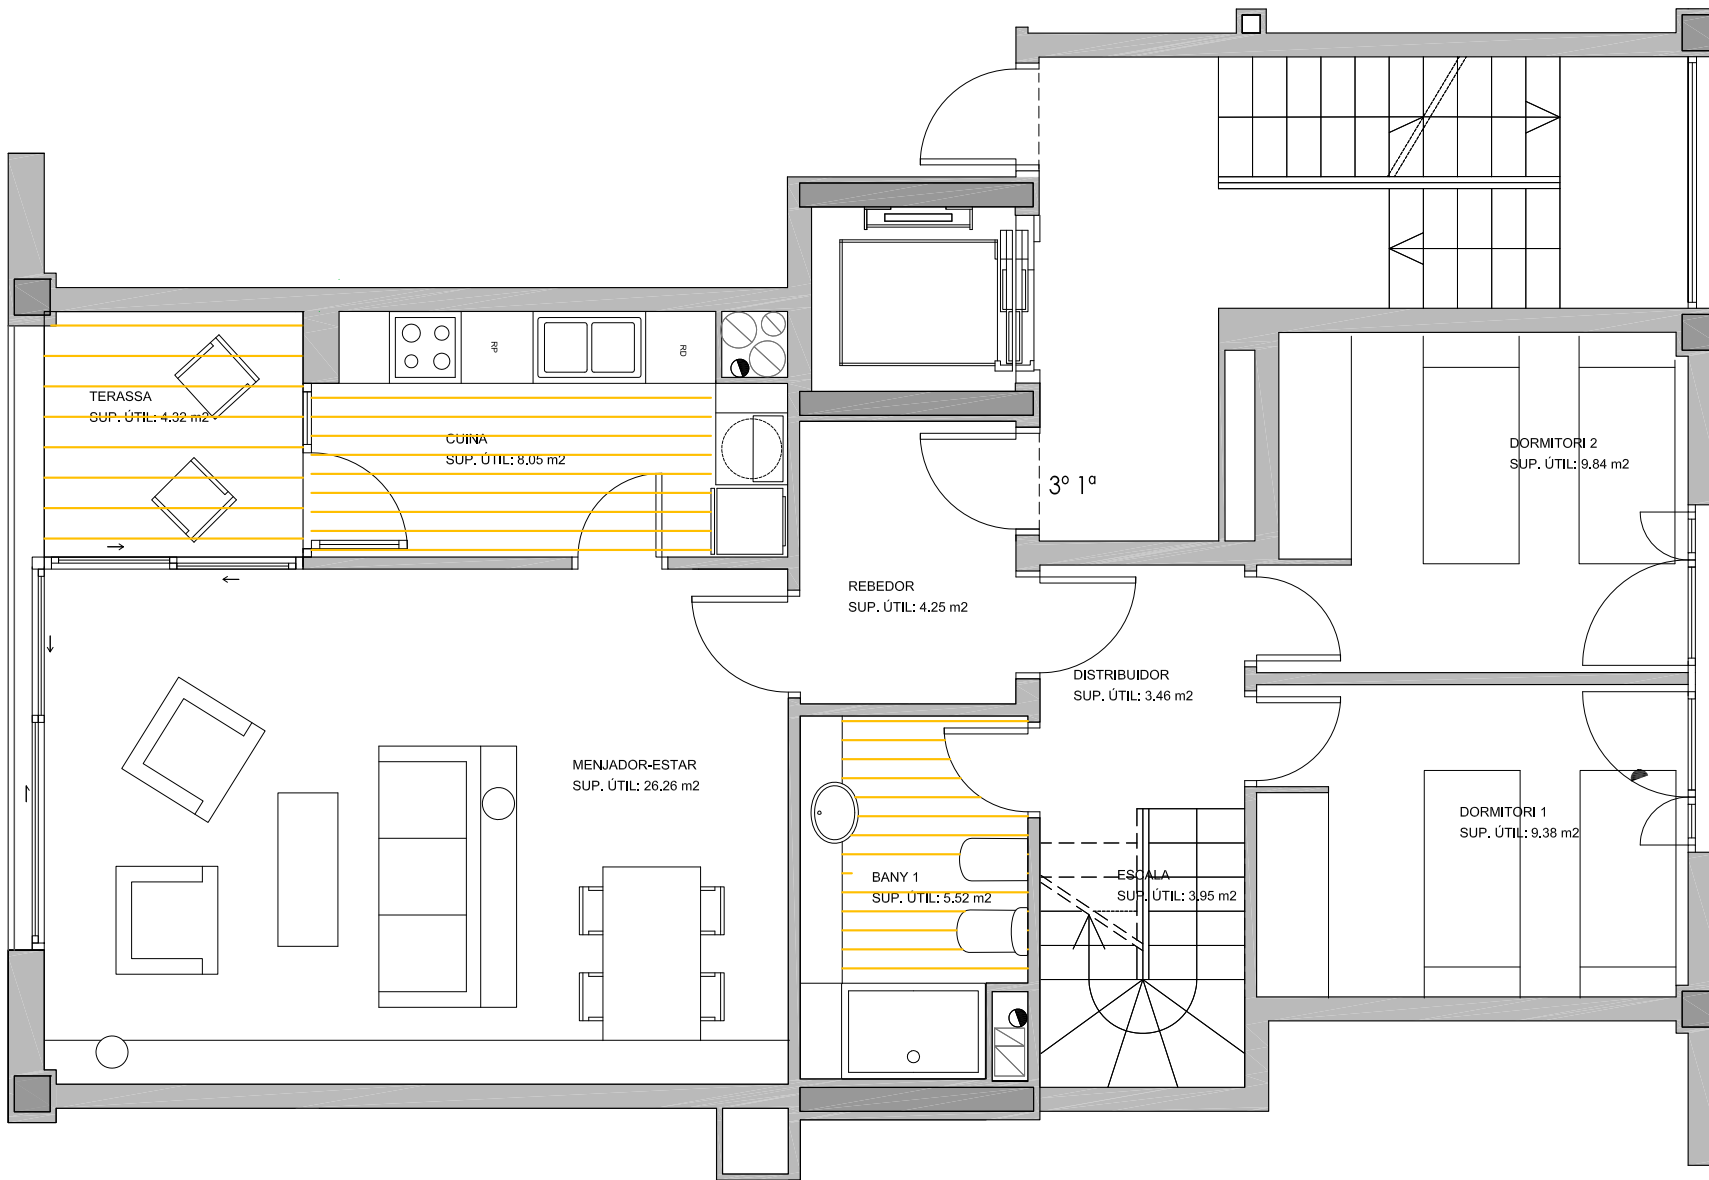 TERASSA
SUP. ÚTIL: 4.32 m2
RP
RD
CUINA
SUP. ÚTIL: 8.05 m2
3º 1ª
DORMITORI 2
SUP. ÚTIL: 9.84 m2
REBEDOR
SUP. ÚTIL: 4.25 m2
DISTRIBUIDOR
SUP. ÚTIL: 3.46 m2
MENJADOR-ESTAR
SUP. ÚTIL: 26.26 m2
DORMITORI 1
SUP. ÚTIL: 9.38 m2
BANY 1
SUP. ÚTIL: 5.52 m2
ESCALA
SUP. ÚTIL: 3.95 m2